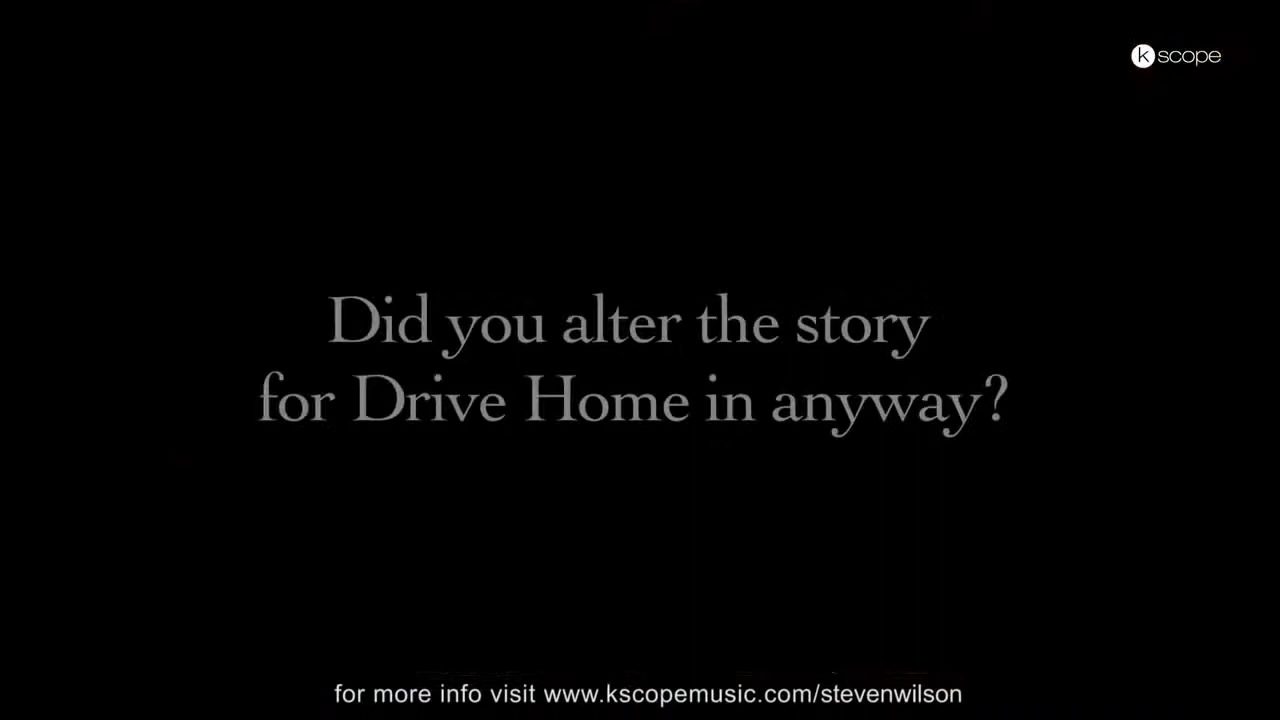 kscope
Did you alter the story
for Drive Home in anyway?
for more info visit www.kscopemusic.com/stevenwilson